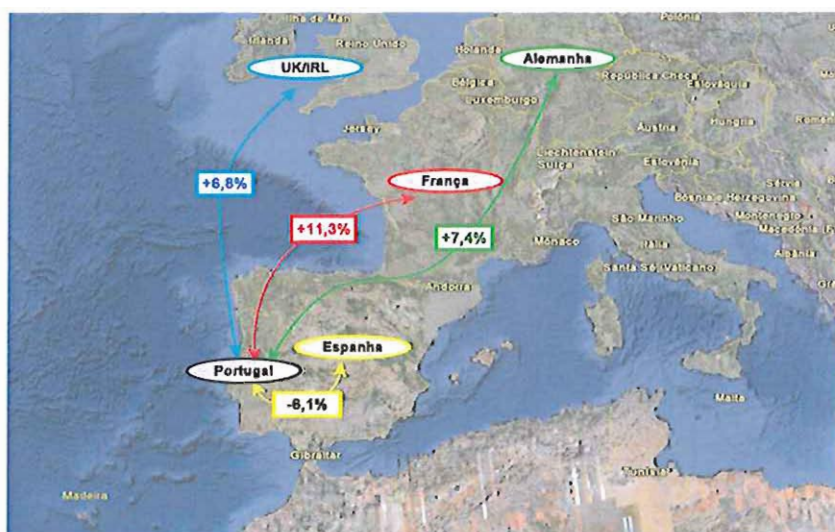 Ilha de Man
Polónia
Irlanda
Reino Unido
Holanda
UK/IRL
Alemanha
Bélgica
República Checa
Eslováquia
Luxemburgo
Jersey
Áustria
Hungria
Liechtenstein
Suíça
Eslovénia
+6,8%
França
Sérvia
Bósnia e Herzegovina
+11,3%
+7,4%
São Marinho
Montenegro
Mónaco
Itália
Albânia
Santa Sé\Vaticano
Andorra
Espanha
Portugal
-6,1%
Malta
Gibraltar
Tunísia
Madeira